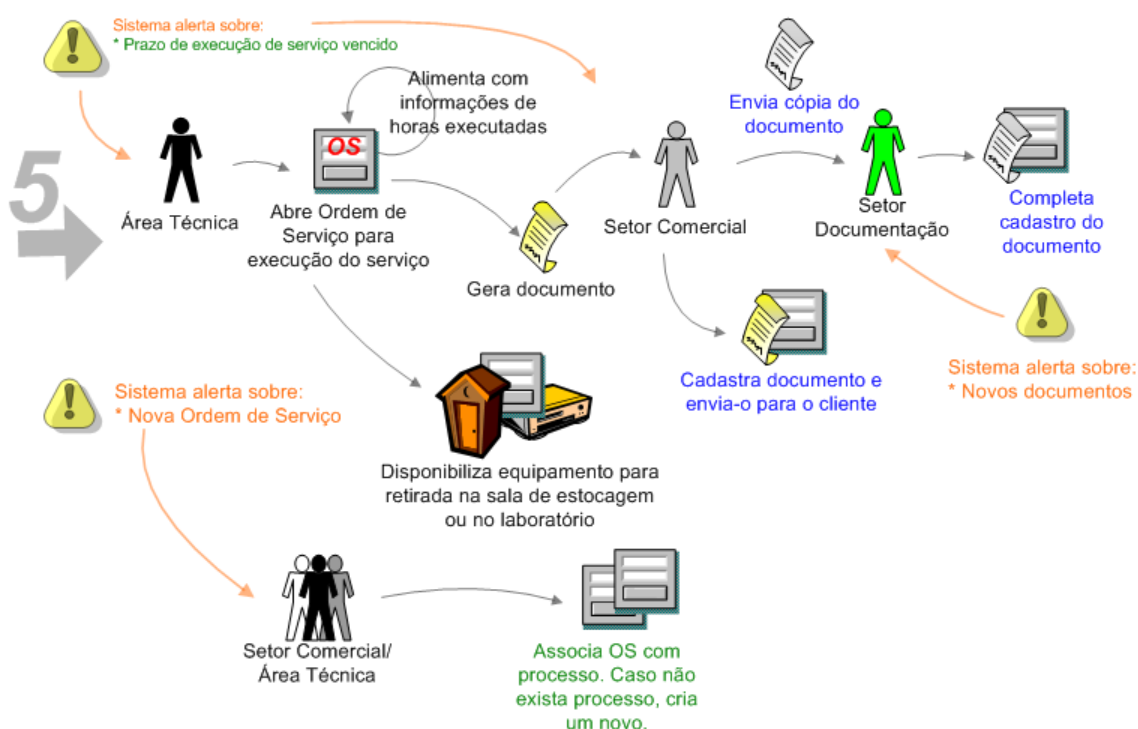 Sistema alerta sobre:
* Prazo de execução de serviço vencido
Alimenta com
informações de
horas executadas
OS
5
Área Técnica
Abre Ordem de
Serviço para
execução do serviço
Gera documento
Setor Comercial
Envia cópia do
documento
Setor
Documentação
Completa
cadastro do
documento
Cadastra documento e
envia-o para o cliente
Sistema alerta sobre:
* Novos documentos
Sistema alerta sobre:
* Nova Ordem de Serviço
Disponibiliza equipamento para
retirada na sala de estocagem
ou no laboratório
Setor Comercial/
Área Técnica
Associa OS com
processo. Caso não
exista processo, cria
um novo.